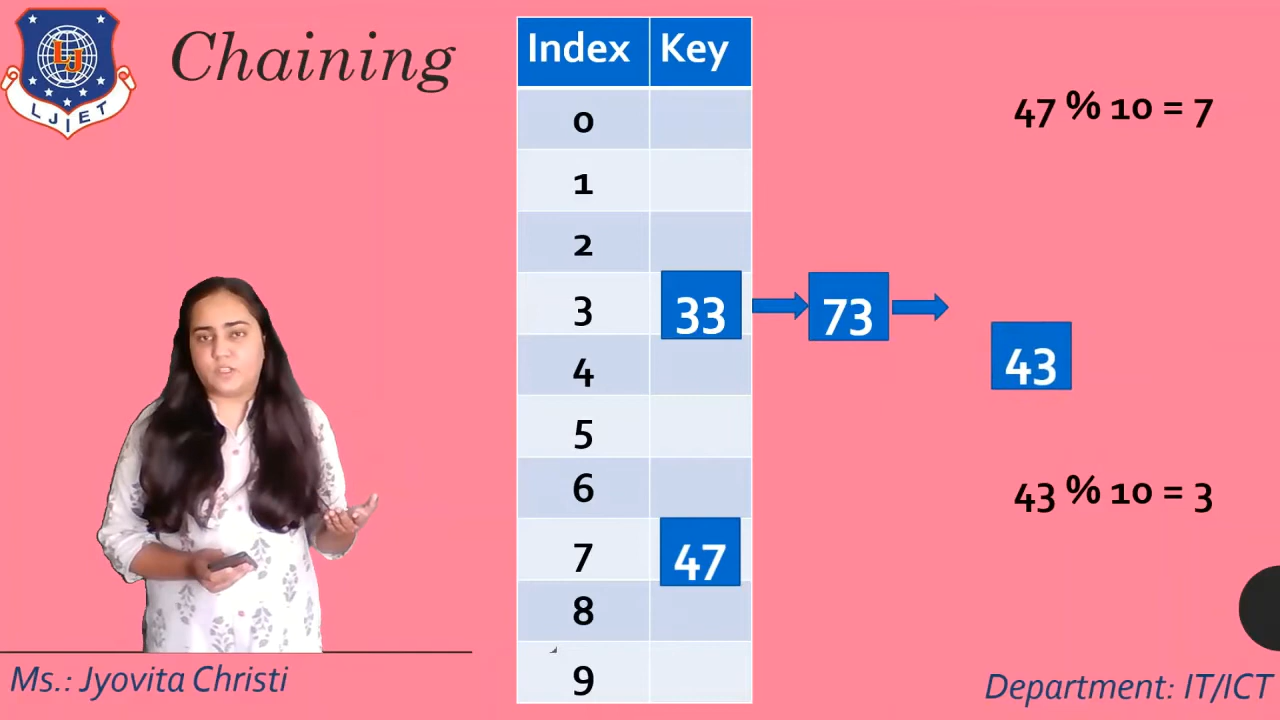 LJ
LJIET
Chaining
Index Key
0
1
2
3 33 73
43
4
5
6
7 47
8
9
47 % 10 = 7
43 % 10 = 3
Ms.: Jyovita Christi
Department: IT/ICT